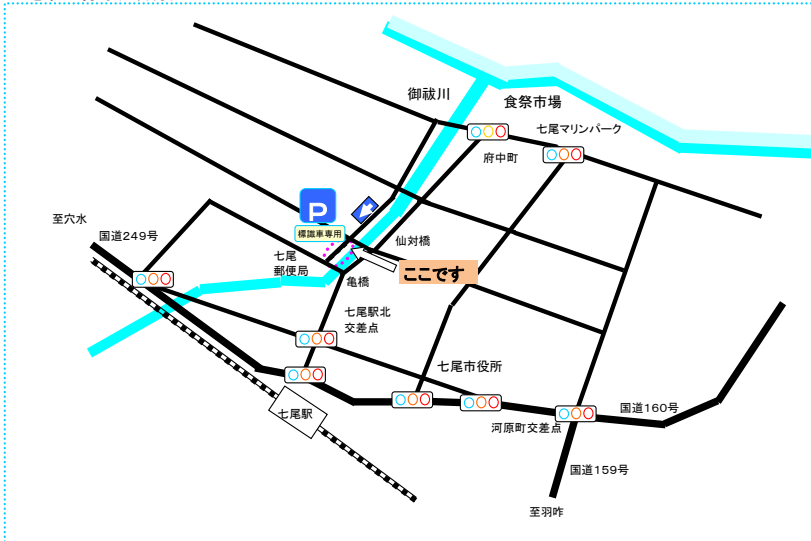 御祓川
食祭市場
七尾マリンパーク
府中町
P
標識車専用
至穴水
国道249号
仙対橋
七尾
郵便局
ここです
亀橋
七尾駅北
交差点
七尾市役所
七尾駅
国道160号
河原町交差点
国道159号
至羽咋